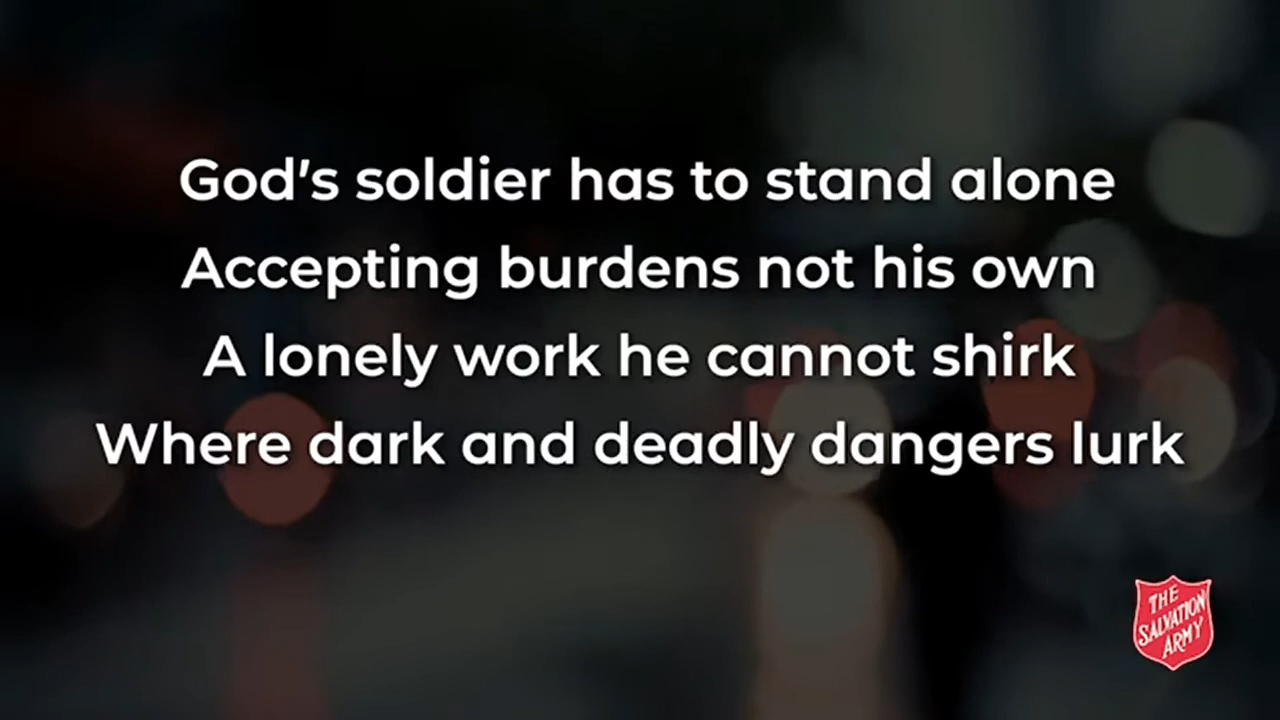 God's soldier has to stand alone
Accepting burdens not his own
A lonely work he cannot shirk
Where dark and deadly dangers lurk
THE
SALVATION
ARMY